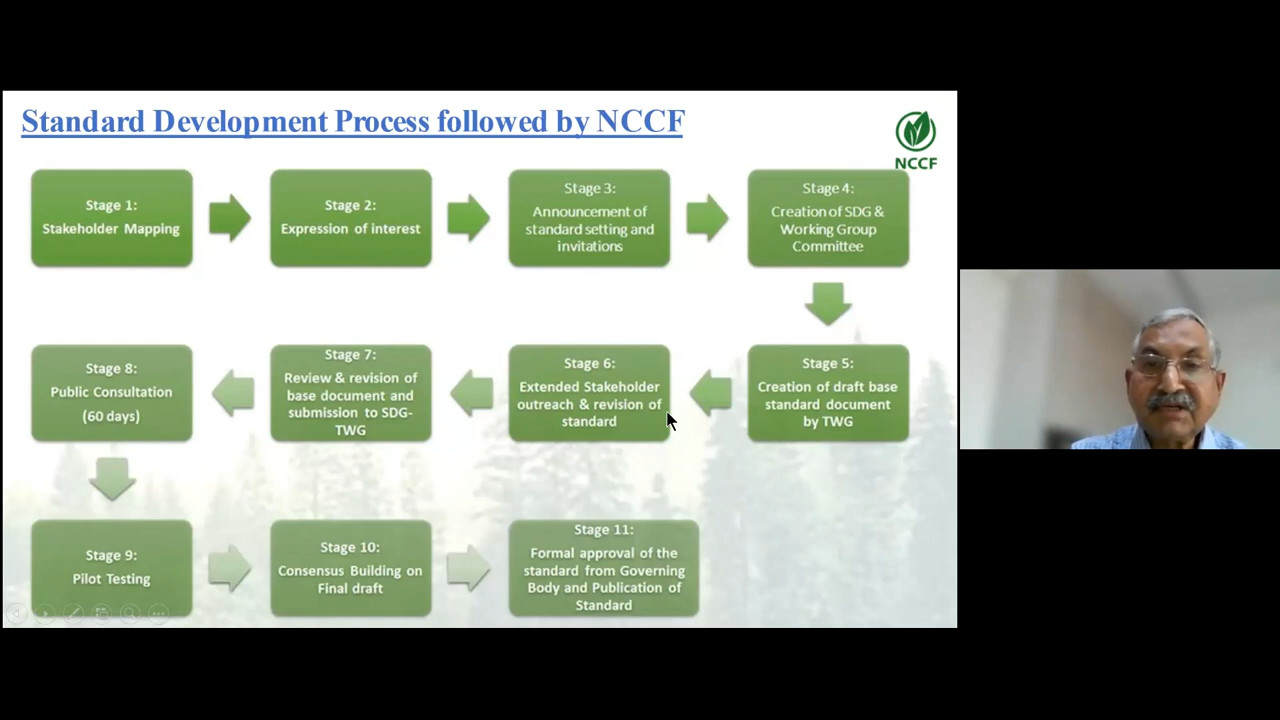 Standard Development Process followed by NCCF
NCCF
Stage 1:
Stakeholder Mapping
Stage 2:
Expression of interest
Stage 3:
Announcement of
standard setting and
invitations
Stage 4:
Creation of SDG &
Working Group
Committee
Stage 5:
Creation of draft base
standard document
by TWG
Stage 6:
Extended Stakeholder
outreach & revision of
standard
Stage 7:
Review & revision of
base document and
submission to SDG-
TWG
Stage 8:
Public Consultation
(60 days)
Stage 9:
Pilot Testing
Stage 10:
Consensus Building on
Final draft
Stage 11:
Formal approval of the
standard from Governing
Body and Publication of
Standard